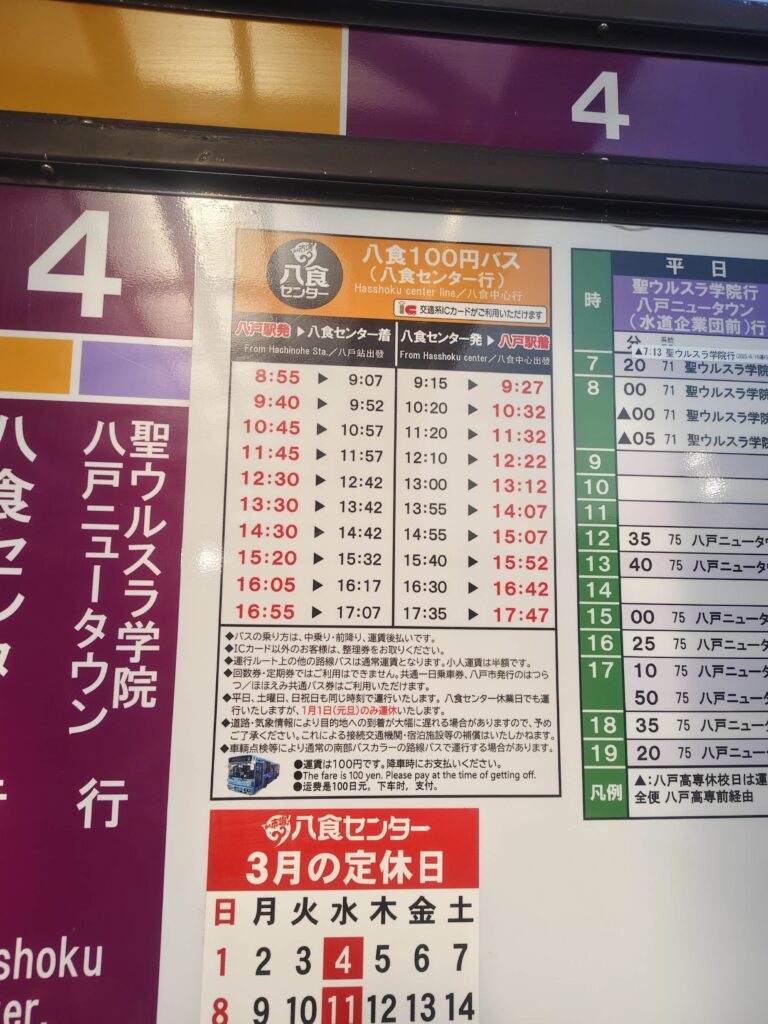 4
4
聖ウルスラ学院
八戸ニュータウン
行
八食センタ
行
shoku
er.
八食センター
八食100円バス
(八食センター行)
Hasshoku center line/八食中心行
IC 交通系ICカードがご利用いただけます
八戸駅発▶八食センター着 八食センター発▶八戸駅着
From Hachinohe Sta./八戸站出發 From Hasshoku center/八食中心出發
8:55 ▶ 9:07 9:15 ▶ 9:27
9:40 ▶ 9:52 10:20 ▶ 10:32
10:45 ▶ 10:57 11:20 ▶ 11:32
11:45 ▶ 11:57 12:10 ▶ 12:22
12:30 ▶ 12:42 13:00 ▶ 13:12
13:30 ▶ 13:42 13:55 ▶ 14:07
14:30 ▶ 14:42 14:55 ▶ 15:07
15:20 ▶ 15:32 15:40 ▶ 15:52
16:05 ▶ 16:17 16:30 ▶ 16:42
16:55 ▶ 17:07 17:35 ▶ 17:47
◆バスの乗り方は、中乗り・前降り、運賃後払いです。
◆ICカード以外のお客様は、整理券をお取りください。
◆運行ルート上の他の路線バスは通常運賃となります。小人運賃は半額です。
◆回数券・定期券ではご利用はできません。共通一日乗車券、八戸市発行のはつら
つ/ほほえみ共通バス券はご利用いただけます。
◆平日、土曜日、日祝日も同じ時刻で運行いたします。八食センター休業日でも運
行いたしますが、1月1日(元旦)のみ運休いたします。
◆道路・気象情報により目的地への到着が大幅に遅れる場合がありますので、予め
ご了承ください。これによる接続交通機関・宿泊施設等の補償はいたしかねます。
◆車輌点検等により通常の南部バスカラーの路線バスで運行する場合があります。
●運賃は100円です。降車時にお支払いください。
●The fare is 100 yen. Please pay at the time of getting off.
●运费是100日元。下车时，支付。
八食センター
3月の定休日
日 月 火 水 木 金 土
1 2 3 4 5 6 7
8 9 10 11 12 13 14
時 平日
聖ウルスラ学院行
八戸ニュータウン
(水道企業団前)行
分
▲7:13 聖ウルスラ学院行
7 20 71 聖ウルスラ学院
8 00 71 聖ウルスラ学
▲00 71 聖ウルスラ学
▲05 71 聖ウルスラ学
9
10
11
12 35 75 八戸ニュータ
13 40 75 八戸ニュータ
14
15 00 75 八戸ニュータ
16 25 75 八戸ニュータ
17 10 75 八戸ニュータ
50 75 八戸ニュータ
18 35 75 八戸ニュータ
19 20 75 八戸ニュータ
凡例 ▲:八戸高専休校日は運
全便 八戸高専前経由